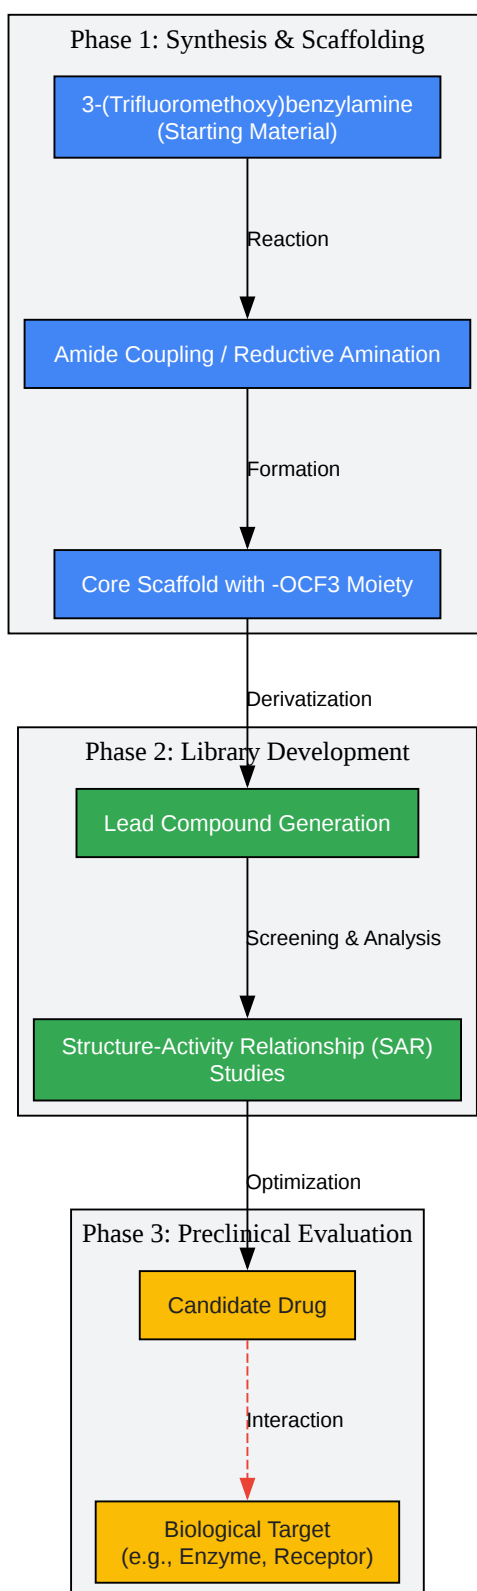 Phase 1: Synthesis & Scaffolding
3-(Trifluoromethoxy)benzylamine
(Starting Material)
Reaction
Amide Coupling / Reductive Amination
Formation
Core Scaffold with -OCF3 Moiety
Derivatization
Phase 2: Library Development
Lead Compound Generation
Screening & Analysis
Structure-Activity Relationship (SAR)
Studies
Optimization
Phase 3: Preclinical Evaluation
Candidate Drug
Interaction
Biological Target
(e.g., Enzyme, Receptor)